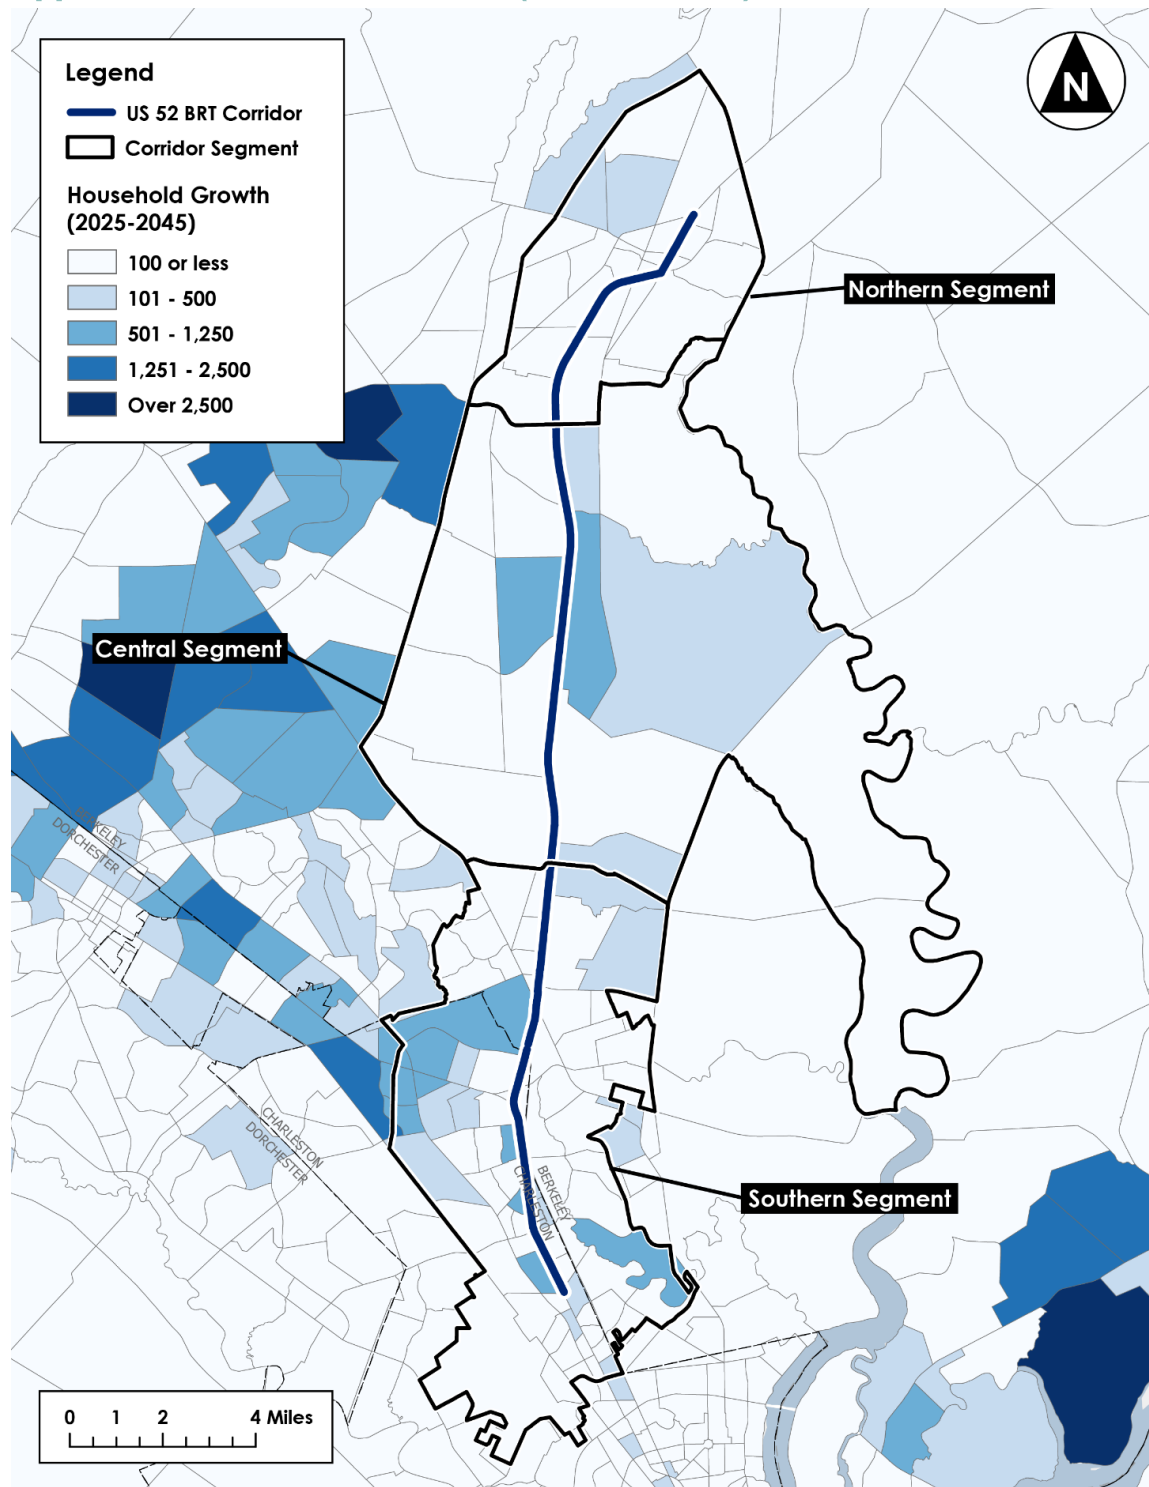 Legend
US 52 BRT Corridor
Corridor Segment
Household Growth
(2025-2045)
100 or less
101 - 500
501 - 1,250
1,251 - 2,500
Over 2,500
N
Northern Segment
Central Segment
BERKELEY
DORCHESTER
CHARLESTON
DORCHESTER
BERKELEY
CHARLESTON
Southern Segment
0 1 2 4 Miles